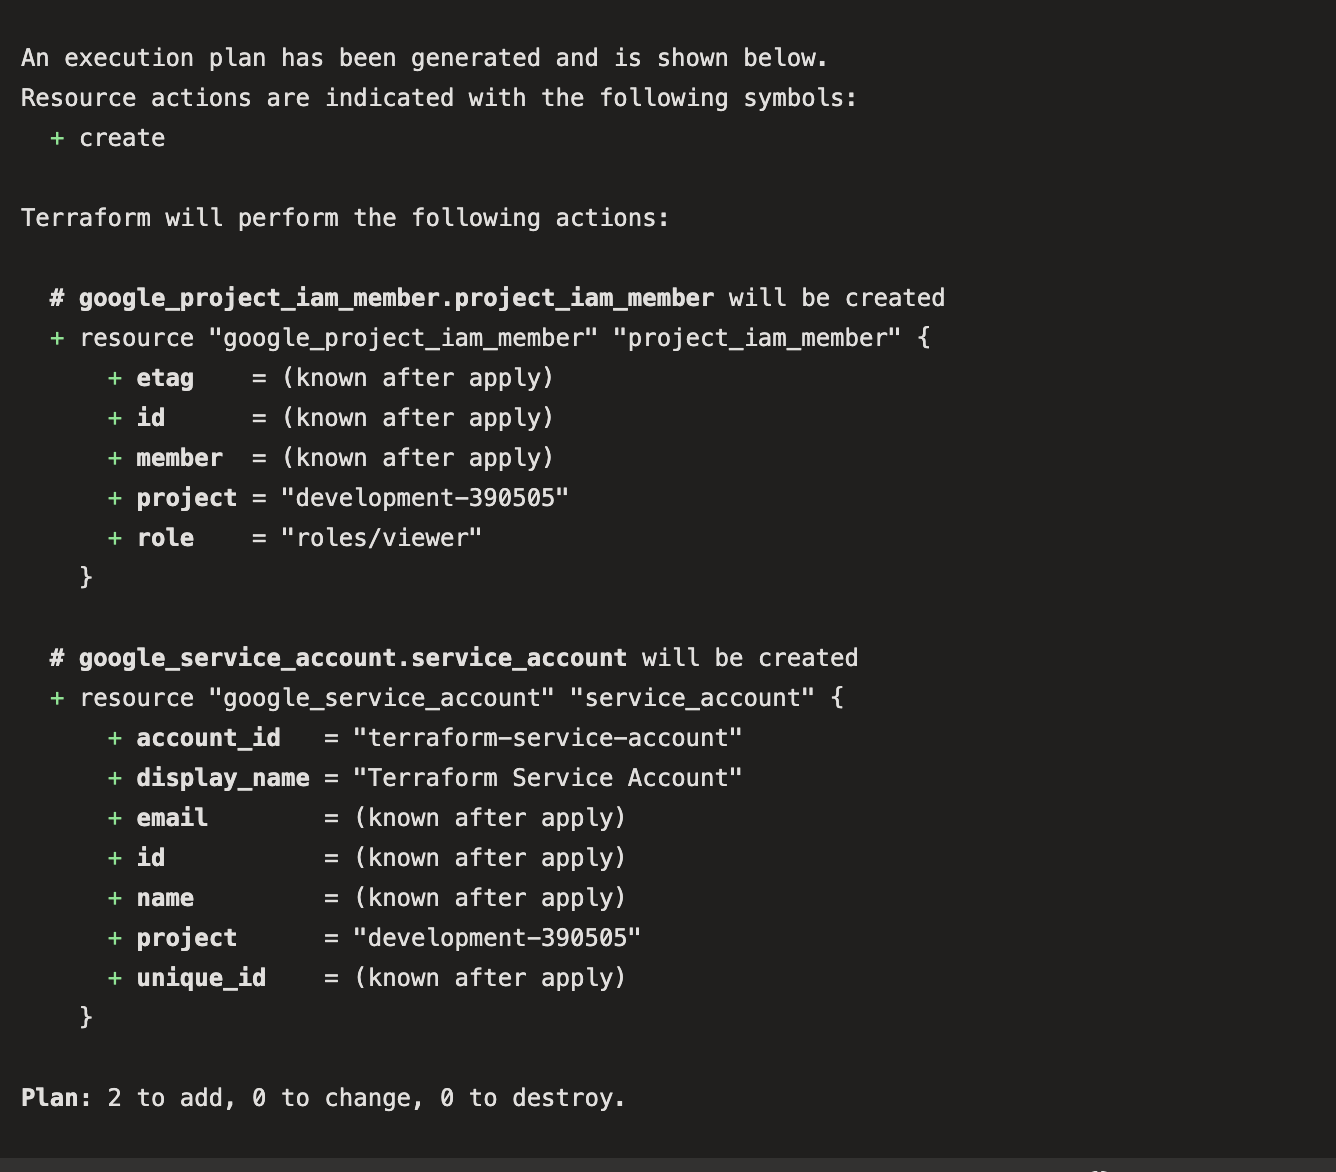 An execution plan has been generated and is shown below.
Resource actions are indicated with the following symbols:
  + create

Terraform will perform the following actions:

  # google_project_iam_member.project_iam_member will be created
  + resource "google_project_iam_member" "project_iam_member" {
      + etag    = (known after apply)
      + id      = (known after apply)
      + member  = (known after apply)
      + project = "development-390505"
      + role    = "roles/viewer"
    }

  # google_service_account.service_account will be created
  + resource "google_service_account" "service_account" {
      + account_id   = "terraform-service-account"
      + display_name = "Terraform Service Account"
      + email        = (known after apply)
      + id           = (known after apply)
      + name         = (known after apply)
      + project      = "development-390505"
      + unique_id    = (known after apply)
    }

Plan: 2 to add, 0 to change, 0 to destroy.